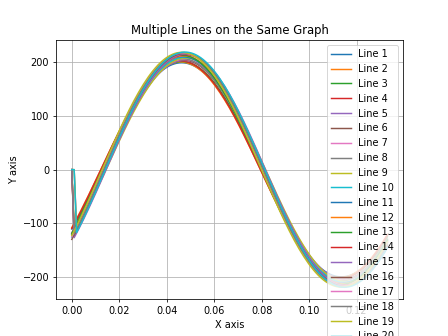 Multiple Lines on the Same Graph
200
100
0
−100
−200
Y axis
0.00
0.02
0.04
0.06
0.08
0.10
X axis
Line 1
Line 2
Line 3
Line 4
Line 5
Line 6
Line 7
Line 8
Line 9
Line 10
Line 11
Line 12
Line 13
Line 14
Line 15
Line 16
Line 17
Line 18
Line 19
Line 20